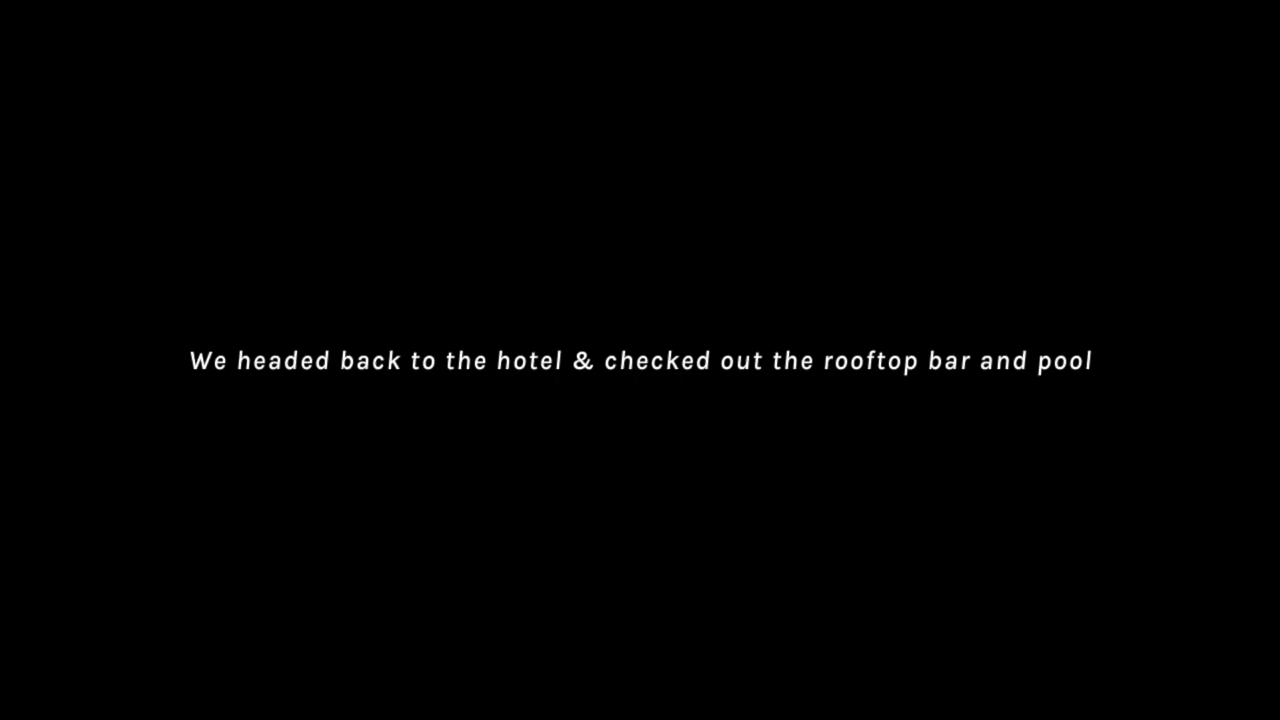 We headed back to the hotel & checked out the rooftop bar and pool